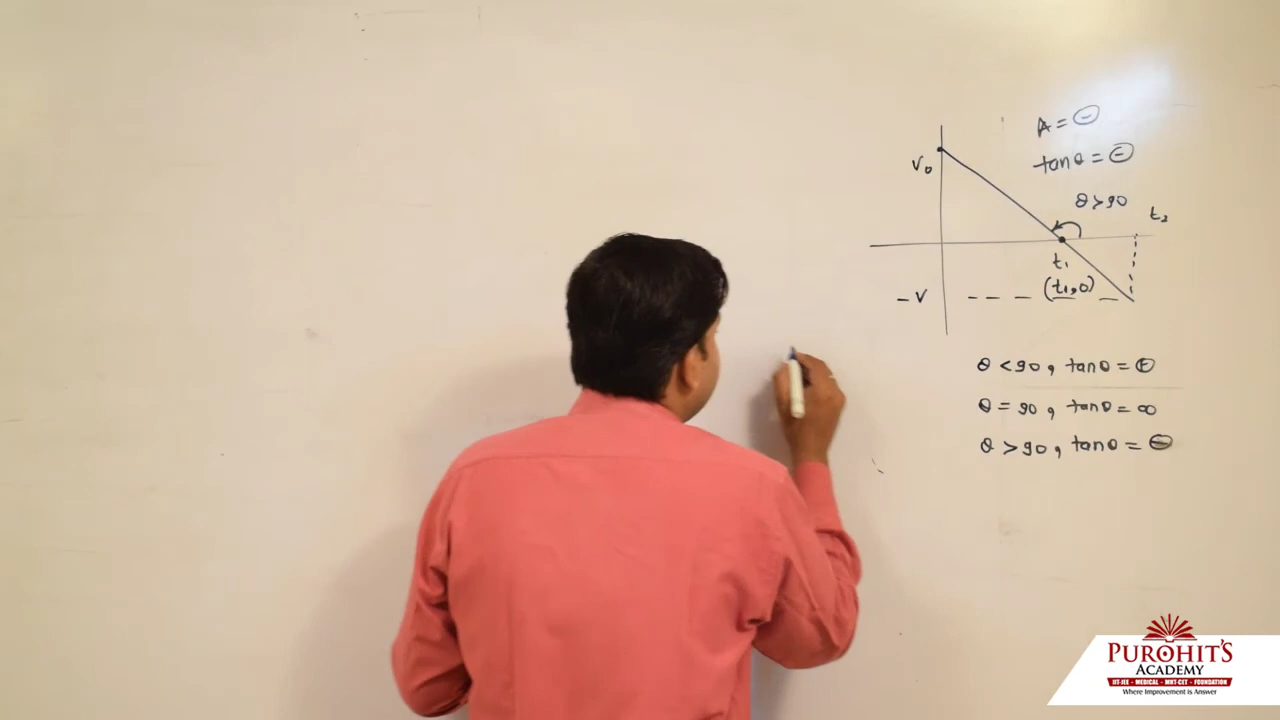 A = ⊖
tanθ = ⊖
V₀
θ > 90
t₂
t₁
(t₁, 0)
- V
θ < 90, tanθ = ⊕
θ = 90, tanθ = ∞
θ > 90, tanθ = ⊖
PUROHIT'S
ACADEMY
IIT-JEE - MEDICAL - MHT-CET - FOUNDATION
Where Improvement is Answer